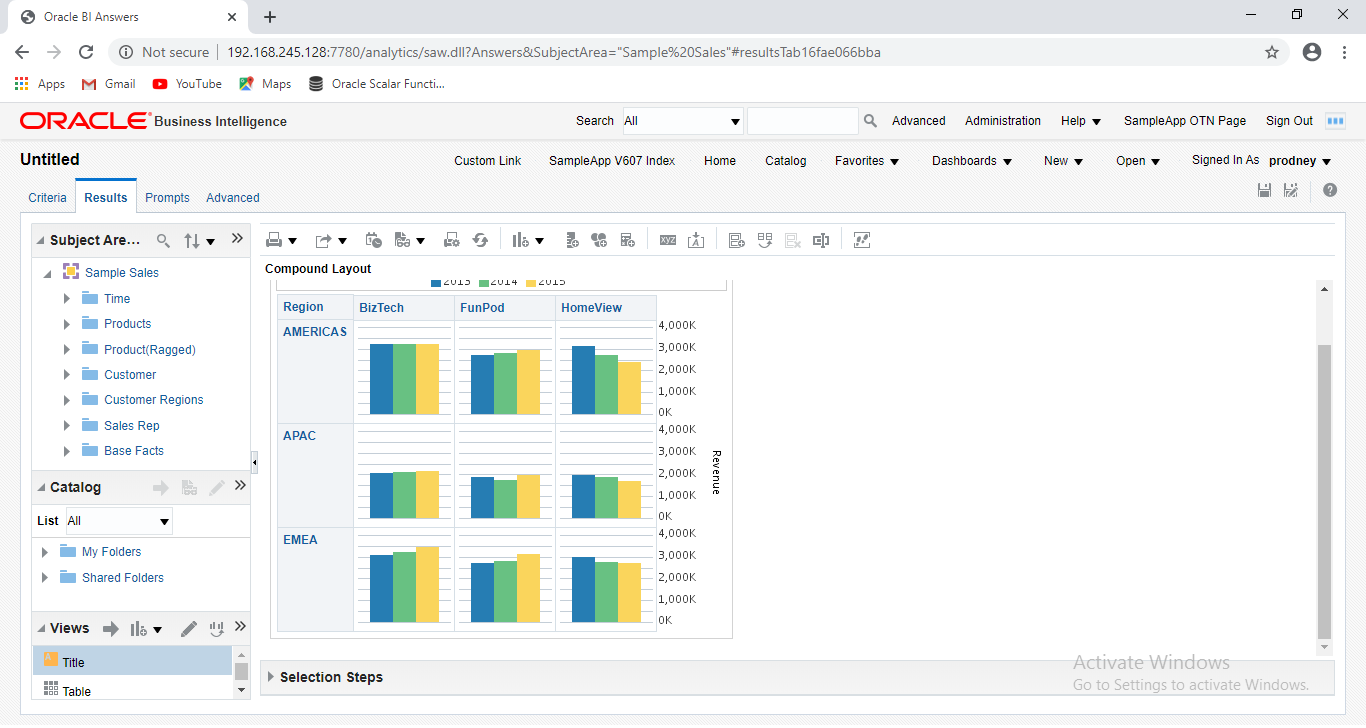 Oracle BI Answers
Not secure 192.168.245.128:7780/analytics/saw.dll?Answers&SubjectArea="Sample%20Sales"#resultsTab16fae066bba
Apps Gmail YouTube Maps Oracle Scalar Functi...
ORACLE Business Intelligence Search All Advanced Administration Help SampleApp OTN Page Sign Out
Untitled Custom Link SampleApp V607 Index Home Catalog Favorites Dashboards New Open Signed In As prodney
Criteria Results Prompts Advanced
Subject Are...
Sample Sales
Time
Products
Product(Ragged)
Customer
Customer Regions
Sales Rep
Base Facts
Catalog
List All
My Folders
Shared Folders
Views
Title
Table
xyz
Compound Layout
2013 2014 2015
Region BizTech FunPod HomeView
AMERICAS
4,000K
3,000K
2,000K
1,000K
0K
APAC
4,000K
3,000K
2,000K
1,000K
0K
Revenue
EMEA
4,000K
3,000K
2,000K
1,000K
0K
Selection Steps
Activate Windows
Go to Settings to activate Windows.